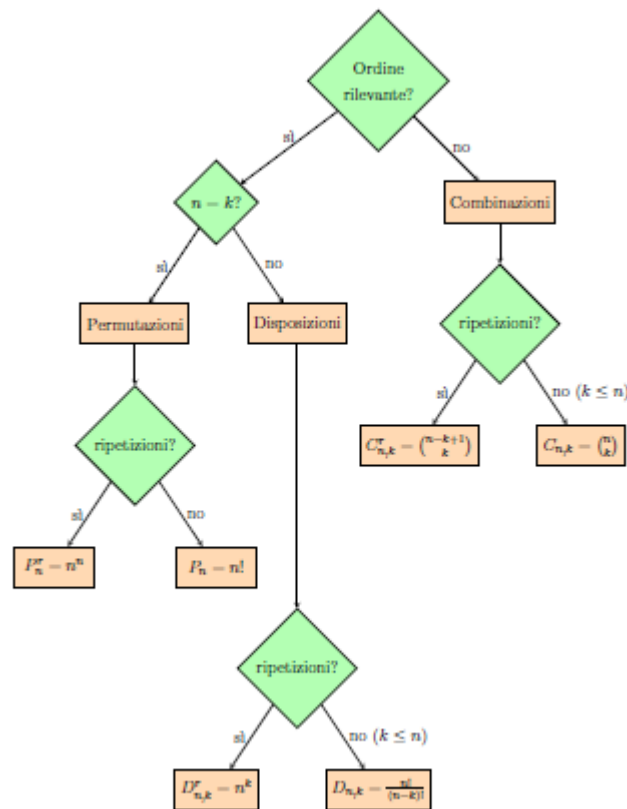 Ordine
rilevante?
sì
no
n = k?
Combinazioni
sì
no
Permutazioni
Disposizioni
ripetizioni?
sì
no (k ≤ n)
ripetizioni?
C^r_{n,k} = \binom{n-k+1}{k}
C_{n,k} = \binom{n}{k}
sì
no
P^r_n = n^n
P_n = n!
ripetizioni?
sì
no (k ≤ n)
D^r_{n,k} = n^k
D_{n,k} = \frac{n!}{(n-k)!}